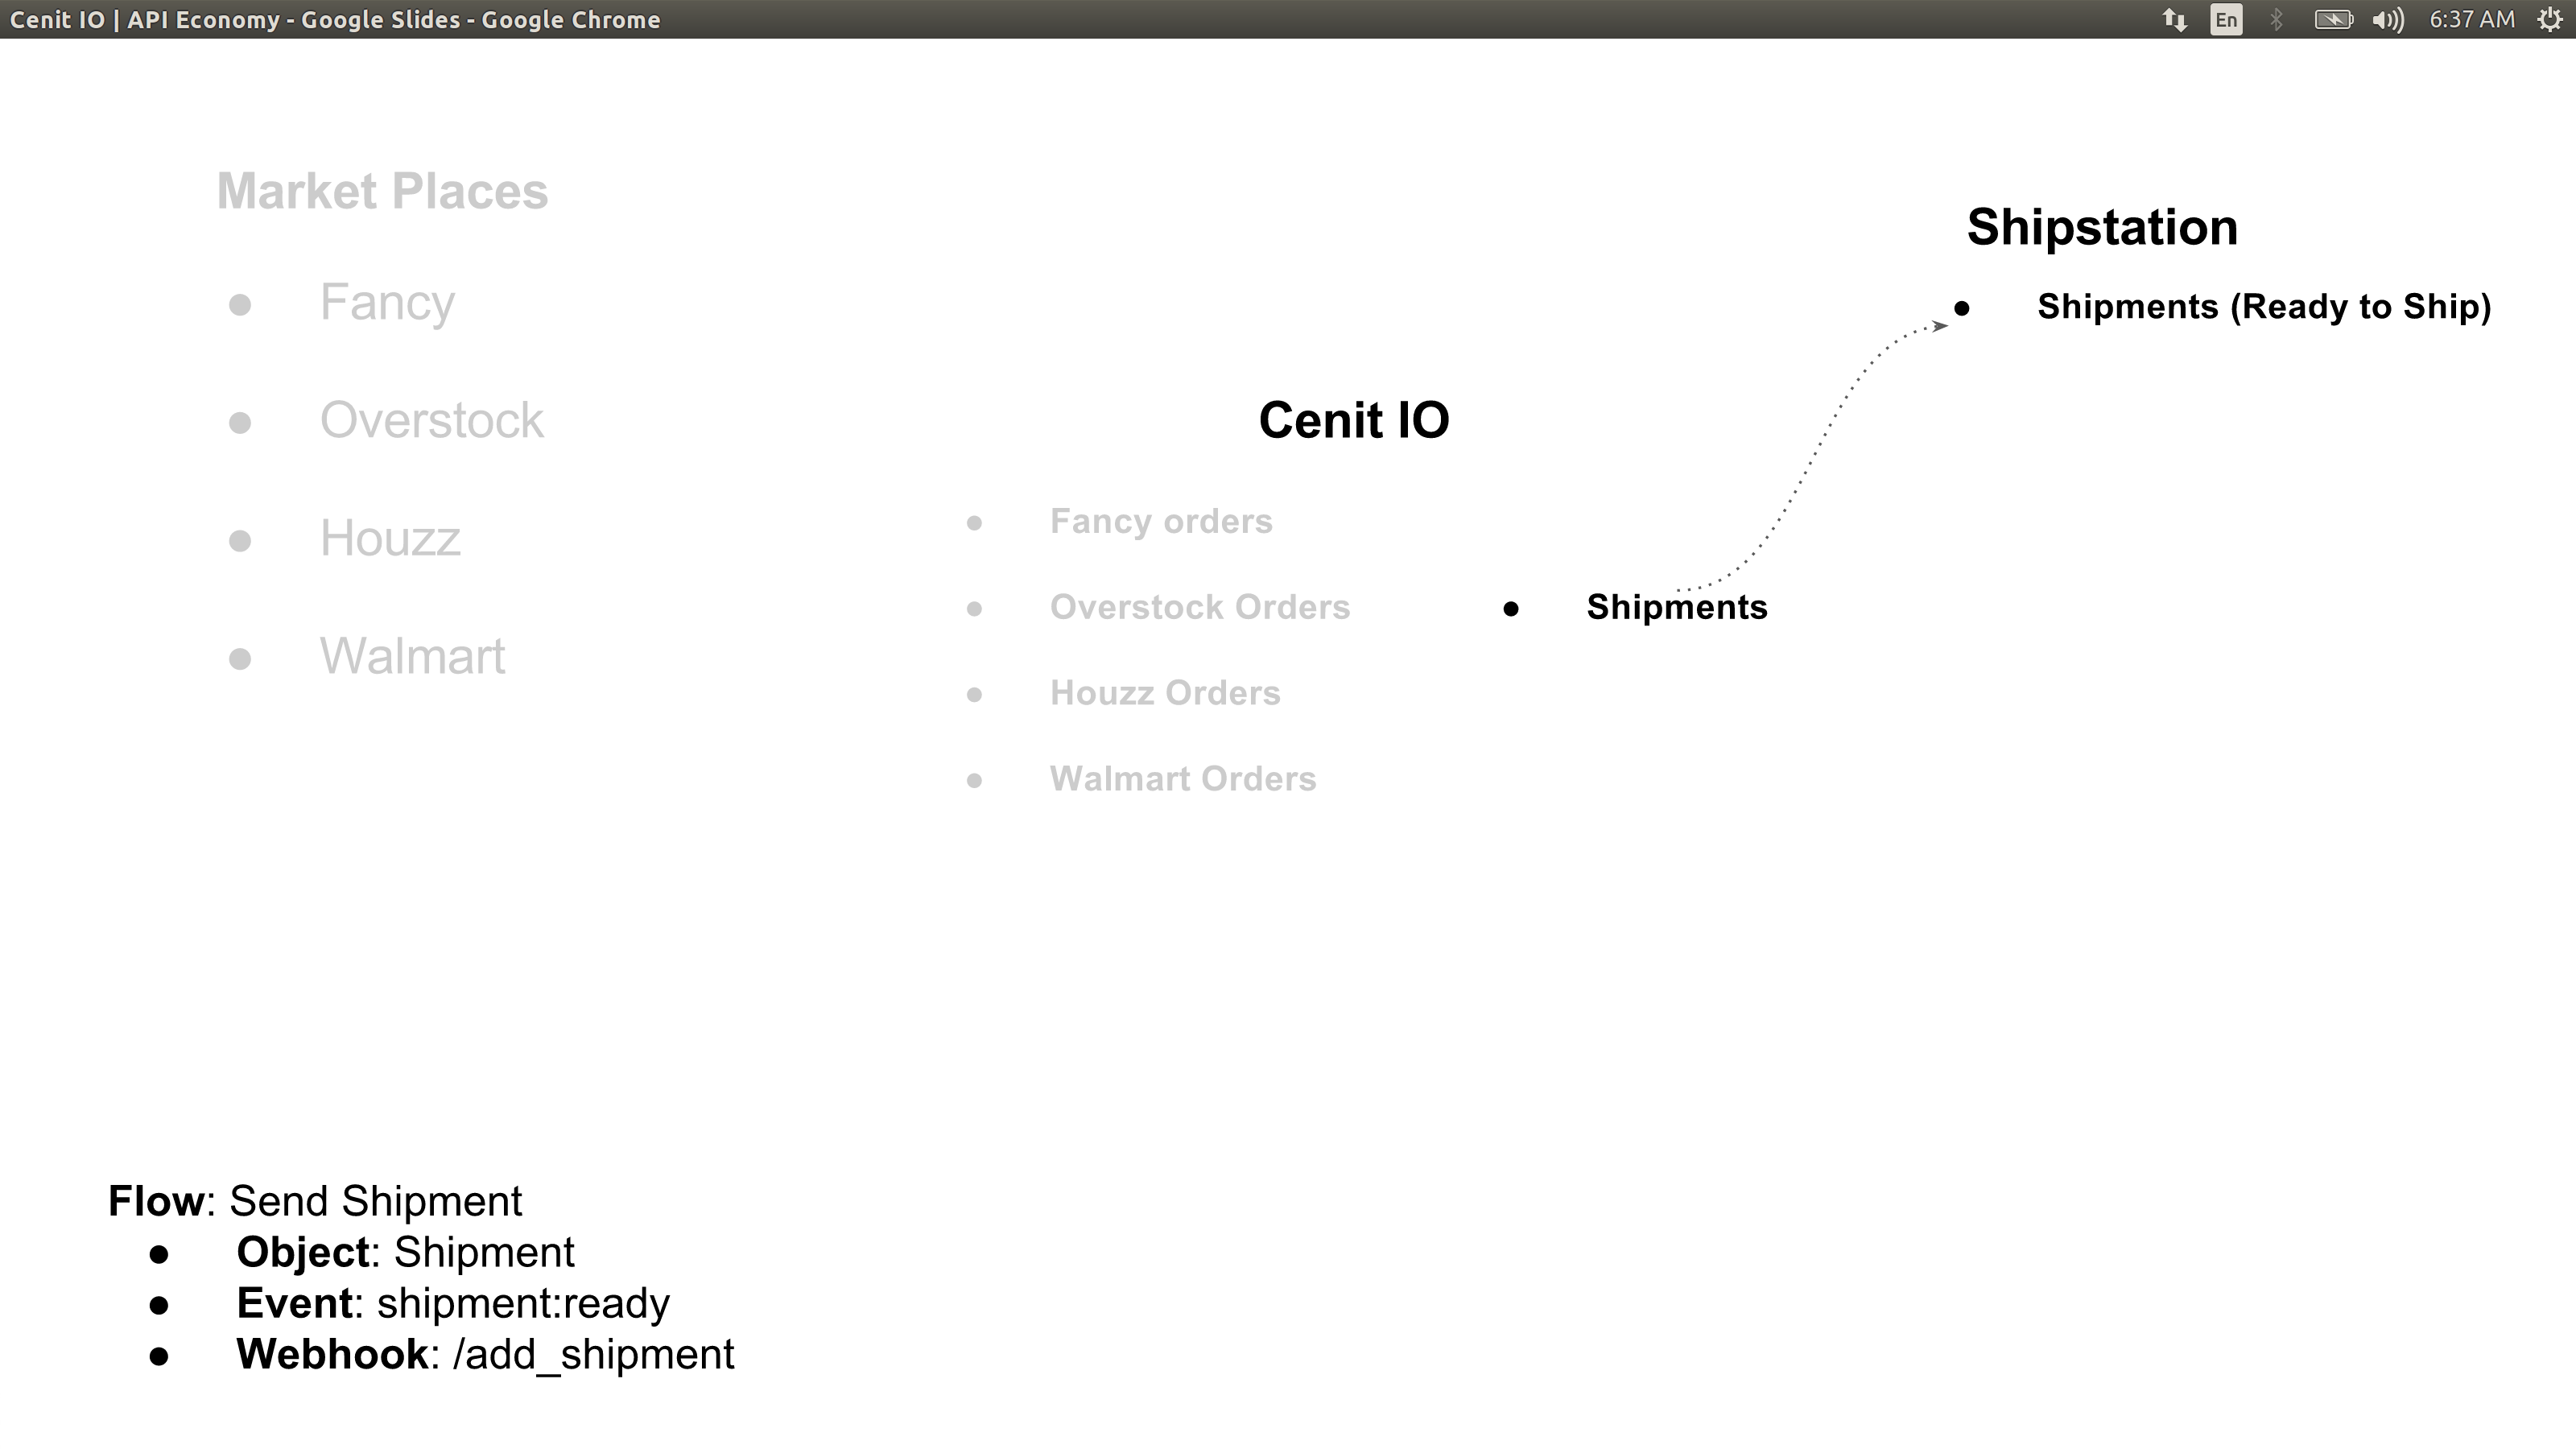 Cenit IO | API Economy - Google Slides - Google Chrome
En
6:37 AM
Market Places
● Fancy
● Overstock
● Houzz
● Walmart
Cenit IO
● Fancy orders
● Overstock Orders
● Houzz Orders
● Walmart Orders
● Shipments
Shipstation
● Shipments (Ready to Ship)
Flow: Send Shipment
● Object: Shipment
● Event: shipment:ready
● Webhook: /add_shipment